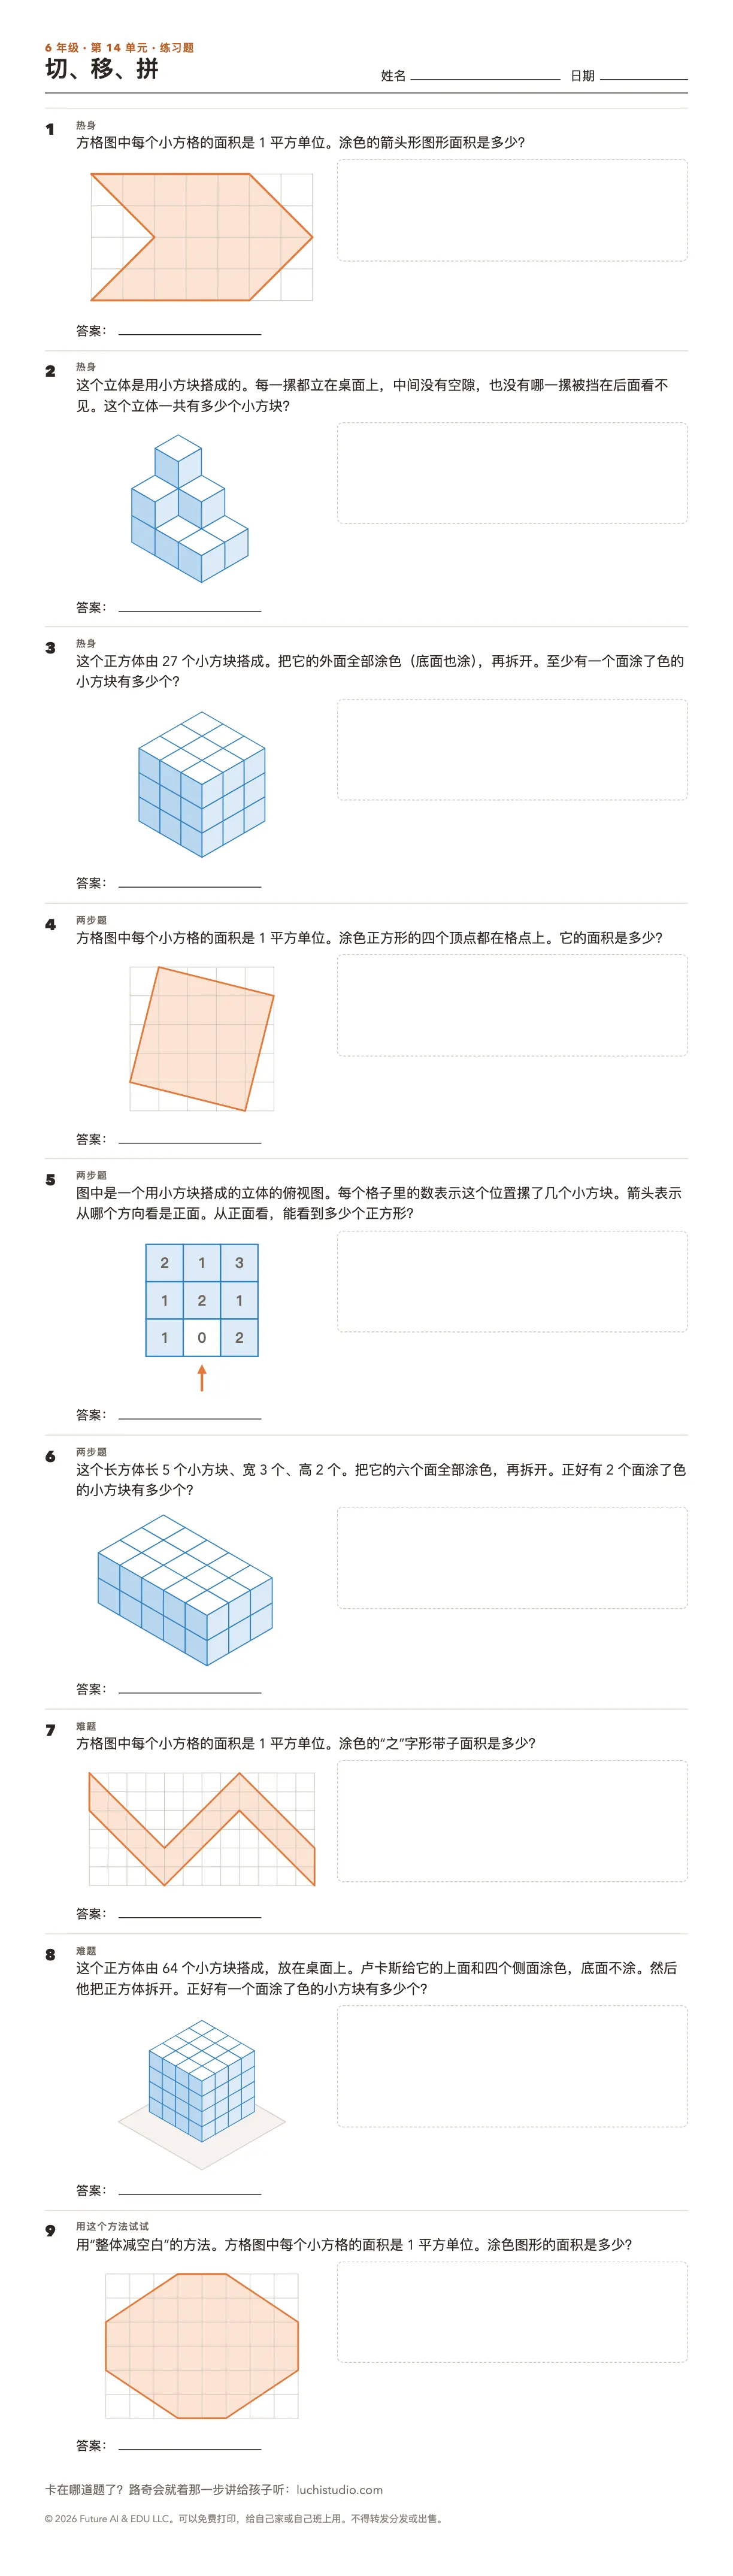 6 年级·第 14 单元·练习题
切、移、拼
姓名 日期
1 热身
方格图中每个小方格的面积是 1 平方单位。涂色的箭头形图形面积是多少？
答案：
2 热身
这个立体是用小方块搭成的。每一摞都立在桌面上，中间没有空隙，也没有哪一摞被挡在后面看不
见。这个立体一共有多少个小方块？
答案：
3 热身
这个正方体由 27 个小方块搭成。把它的外面全部涂色（底面也涂），再拆开。至少有一个面涂了色的
小方块有多少个？
答案：
4 两步题
方格图中每个小方格的面积是 1 平方单位。涂色正方形的四个顶点都在格点上。它的面积是多少？
答案：
5 两步题
图中是一个用小方块搭成的立体的俯视图。每个格子里的数表示这个位置摞了几个小方块。箭头表示
从哪个方向看是正面。从正面看，能看到多少个正方形？
2 1 3
1 2 1
1 0 2
答案：
6 两步题
这个长方体长 5 个小方块、宽 3 个、高 2 个。把它的六个面全部涂色，再拆开。正好有 2 个面涂了色
的小方块有多少个？
答案：
7 难题
方格图中每个小方格的面积是 1 平方单位。涂色的“之”字形带子面积是多少？
答案：
8 难题
这个正方体由 64 个小方块搭成，放在桌面上。卢卡斯给它的上面和四个侧面涂色，底面不涂。然后
他把正方体拆开。正好有一个面涂了色的小方块有多少个？
答案：
9 用这个方法试试
用“整体减空白”的方法。方格图中每个小方格的面积是 1 平方单位。涂色图形的面积是多少？
答案：
卡在哪道题了？路奇会就着那一步讲给孩子听：luchistudio.com
© 2026 Future AI & EDU LLC。可以免费打印，给自己家或自己班上用。不得转发分发或出售。